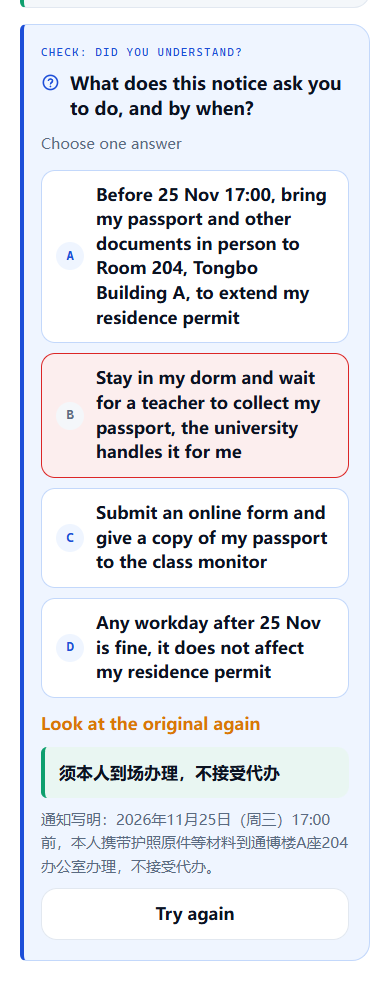 CHECK: DID YOU UNDERSTAND?
What does this notice ask you
to do, and by when?
Choose one answer
A
Before 25 Nov 17:00, bring
my passport and other
documents in person to
Room 204, Tongbo
Building A, to extend my
residence permit
B
Stay in my dorm and wait
for a teacher to collect my
passport, the university
handles it for me
C
Submit an online form and
give a copy of my passport
to the class monitor
D
Any workday after 25 Nov
is fine, it does not affect
my residence permit
Look at the original again
须本人到场办理，不接受代办
通知写明：2026年11月25日（周三）17:00
前，本人携带护照原件等材料到通博楼A座204
办公室办理，不接受代办。
Try again